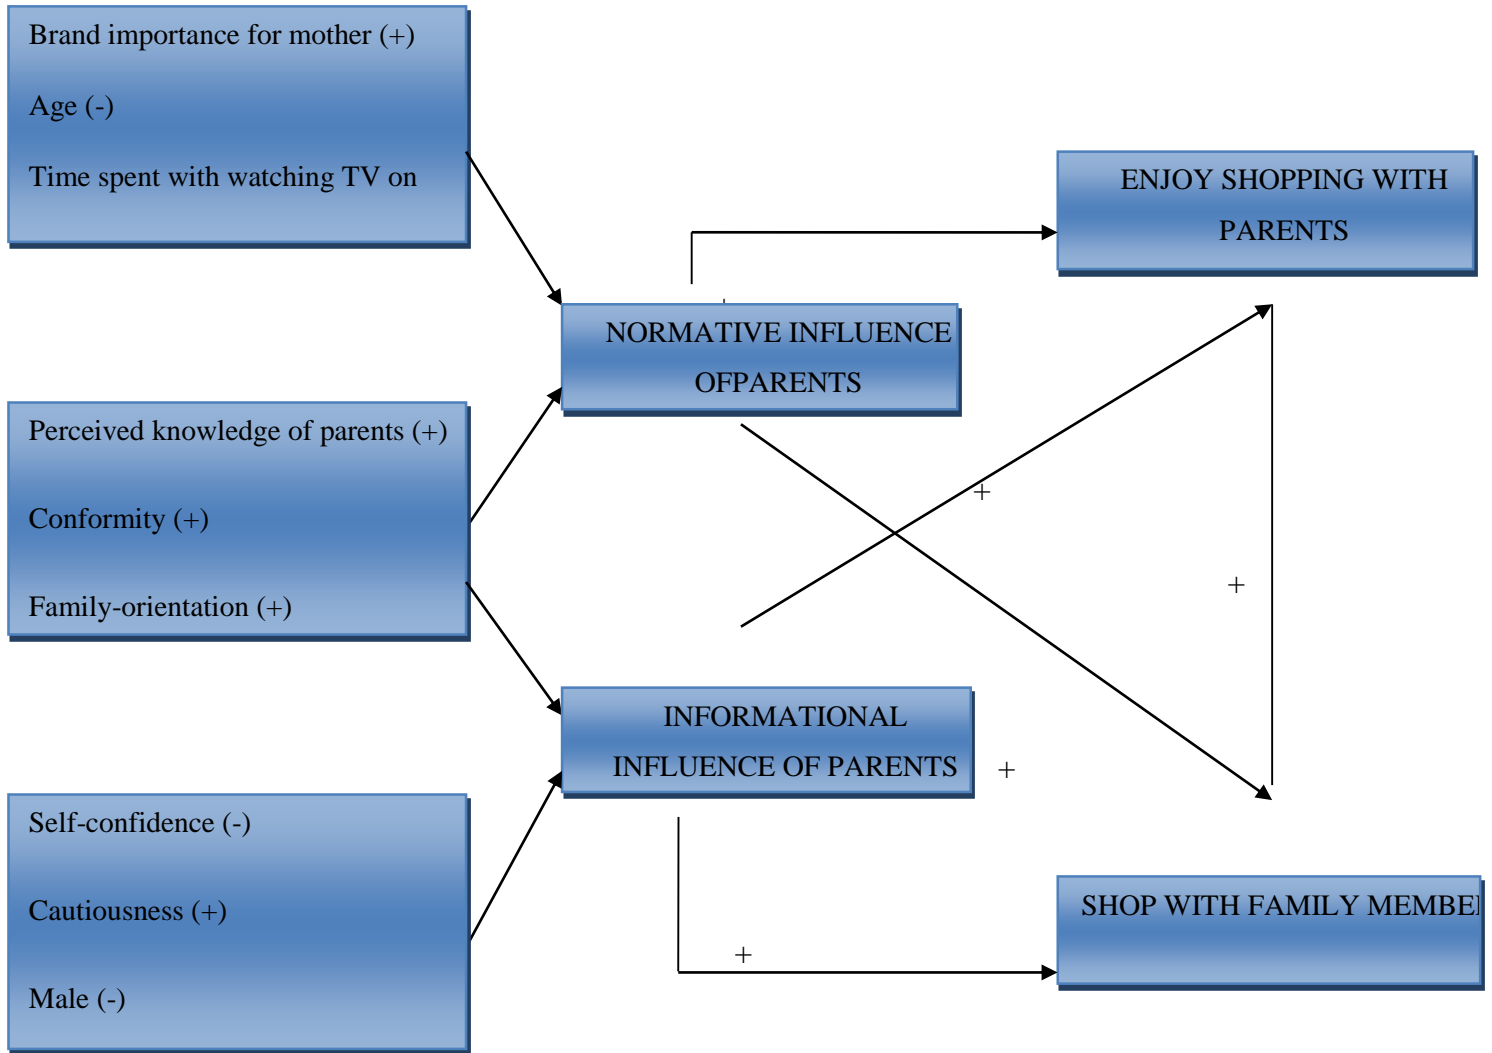 Brand importance for mother (+)
Age (-)
Time spent with watching TV on
ENJOY SHOPPING WITH
PARENTS
NORMATIVE INFLUENCE
OFPARENTS
Perceived knowledge of parents (+)
Conformity (+)
Family-orientation (+)
+
+
INFORMATIONAL
INFLUENCE OF PARENTS
+
Self-confidence (-)
Cautiousness (+)
Male (-)
SHOP WITH FAMILY
+